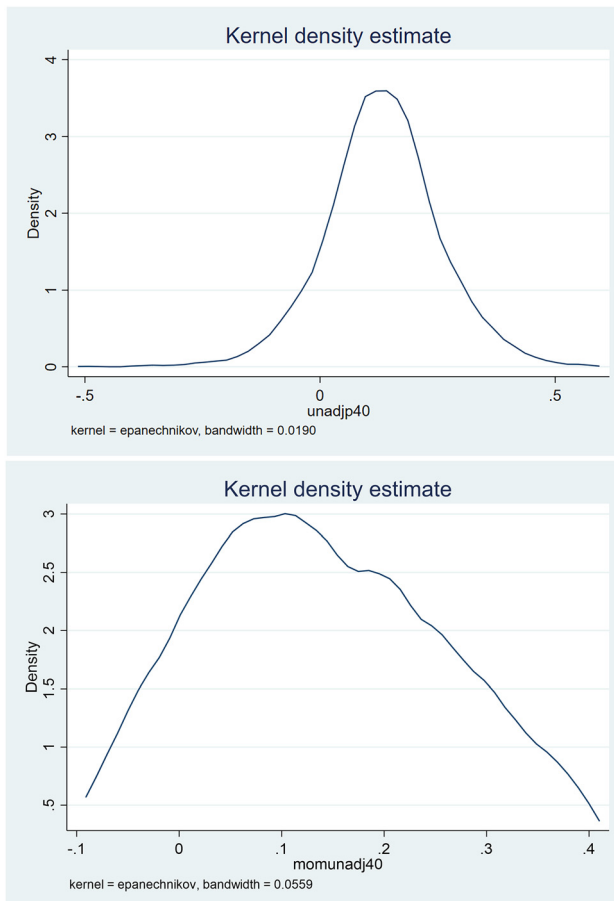 Kernel density estimate
4
3
2
1
0
Density
-.5 0 .5
unadjp40
kernel = epanechnikov, bandwidth = 0.0190
Kernel density estimate
3
2.5
2
1.5
1
.5
Density
-.1 0 .1 .2 .3 .4
momunadj40
kernel = epanechnikov, bandwidth = 0.0559